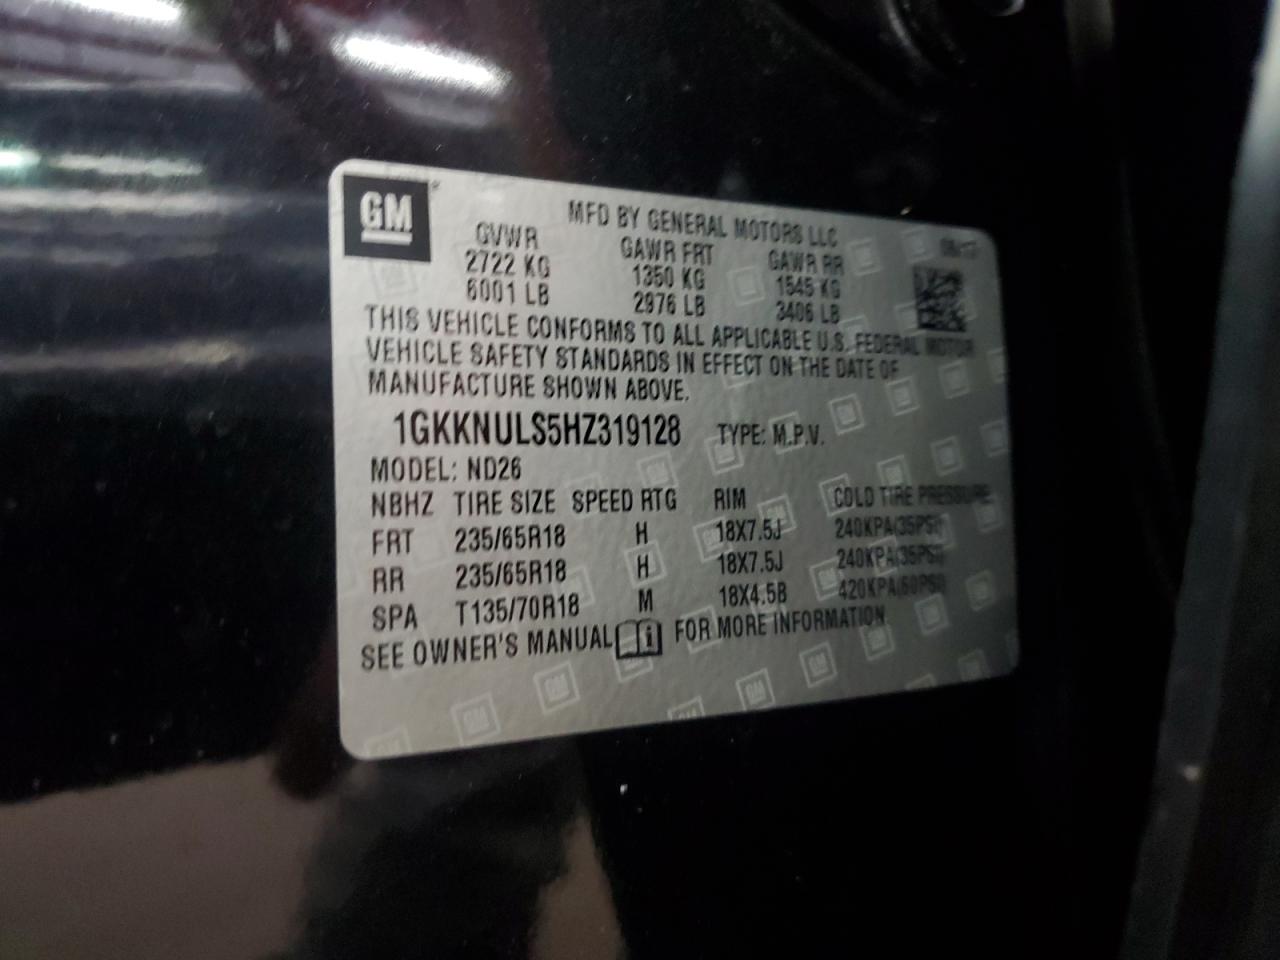 GM
MFD BY GENERAL MOTORS LLC
GVWR GAWR FRT GAWR RR
2722 KG 1350 KG 1545 KG
6001 LB 2976 LB 3406 LB
THIS VEHICLE CONFORMS TO ALL APPLICABLE U.S. FEDERAL MOTOR
VEHICLE SAFETY STANDARDS IN EFFECT ON THE DATE OF
MANUFACTURE SHOWN ABOVE.
1GKKNULS5HZ319128 TYPE: M.P.V.
MODEL: ND26
NBHZ TIRE SIZE SPEED RTG RIM COLD TIRE PRESSURE
FRT 235/65R18 H 18X7.5J 240KPA(35PSI)
RR 235/65R18 H 18X7.5J 240KPA(35PSI)
SPA T135/70R18 M 18X4.5B 420KPA(60PSI)
SEE OWNER'S MANUAL FOR MORE INFORMATION